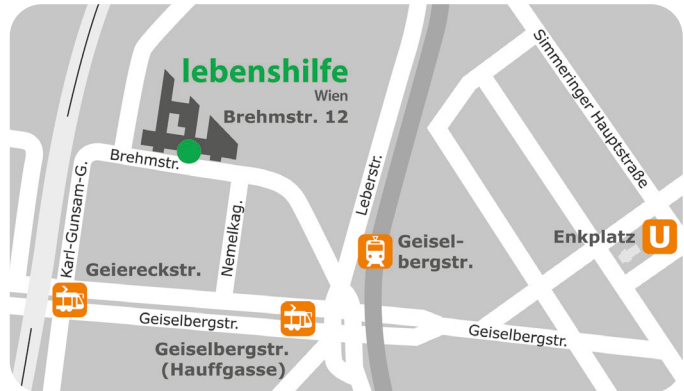 lebenshilfe
Wien
Brehmstr. 12
Simmeringer Hauptstraße
Brehmstr.
Leberstr.
Karl-Gunsam-G.
Nemelkag.
Geisel-
bergstr.
Enkplatz
U
Geiereckstr.
Geiselbergstr.
Geiselbergstr.
Geiselbergstr.
(Hauffgasse)